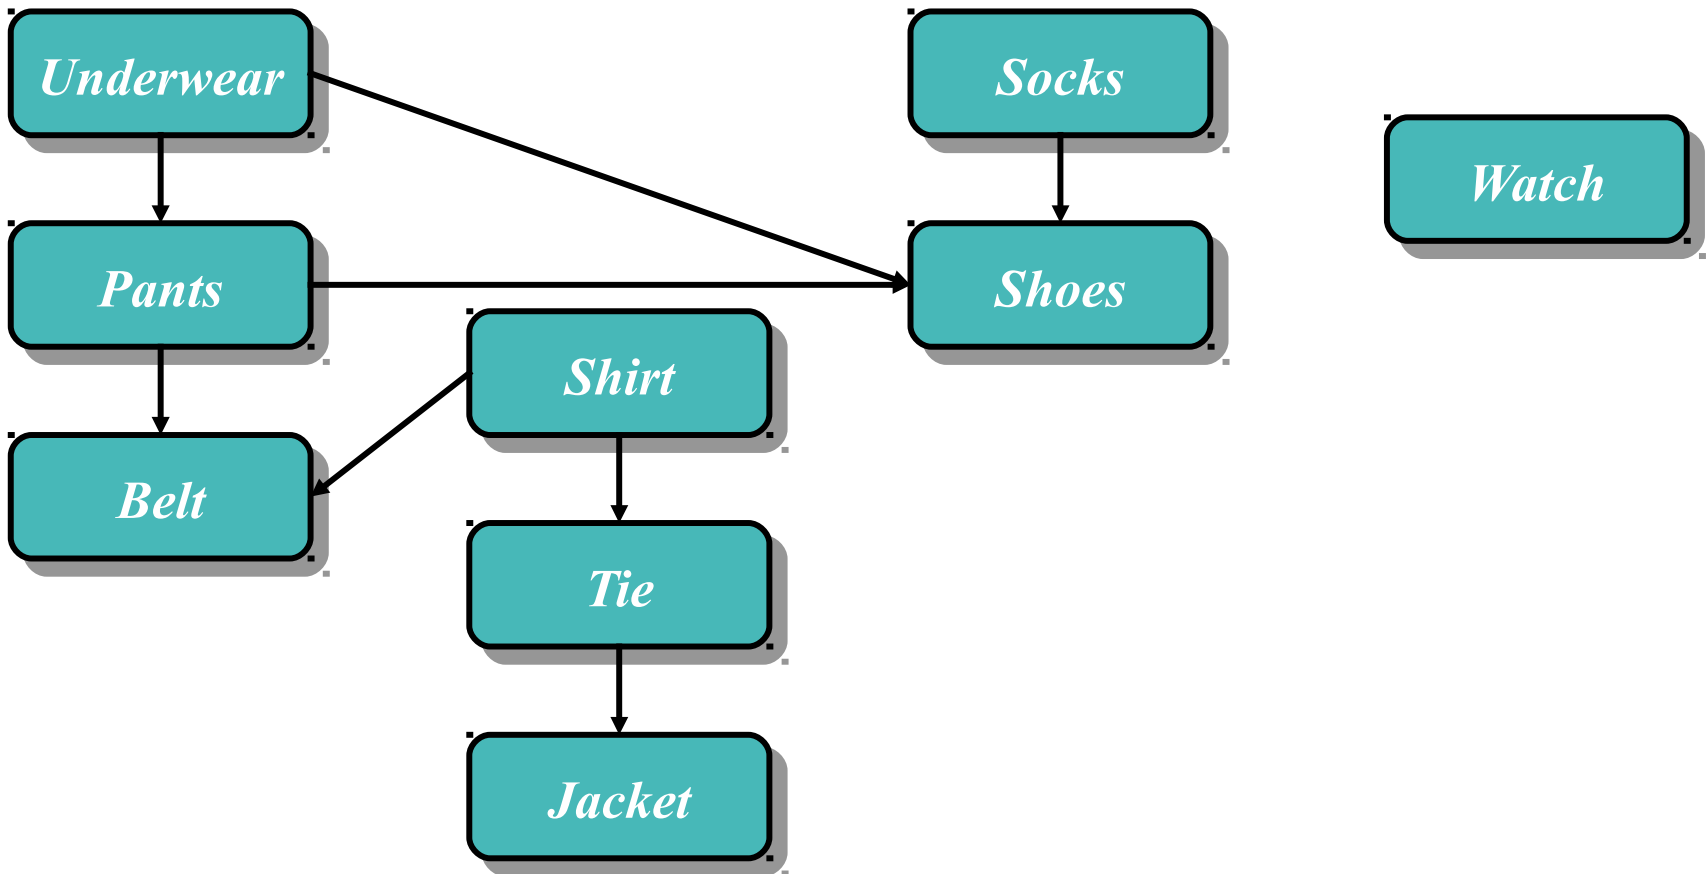 Underwear
Socks
Watch
Pants
Shoes
Shirt
Belt
Tie
Jacket